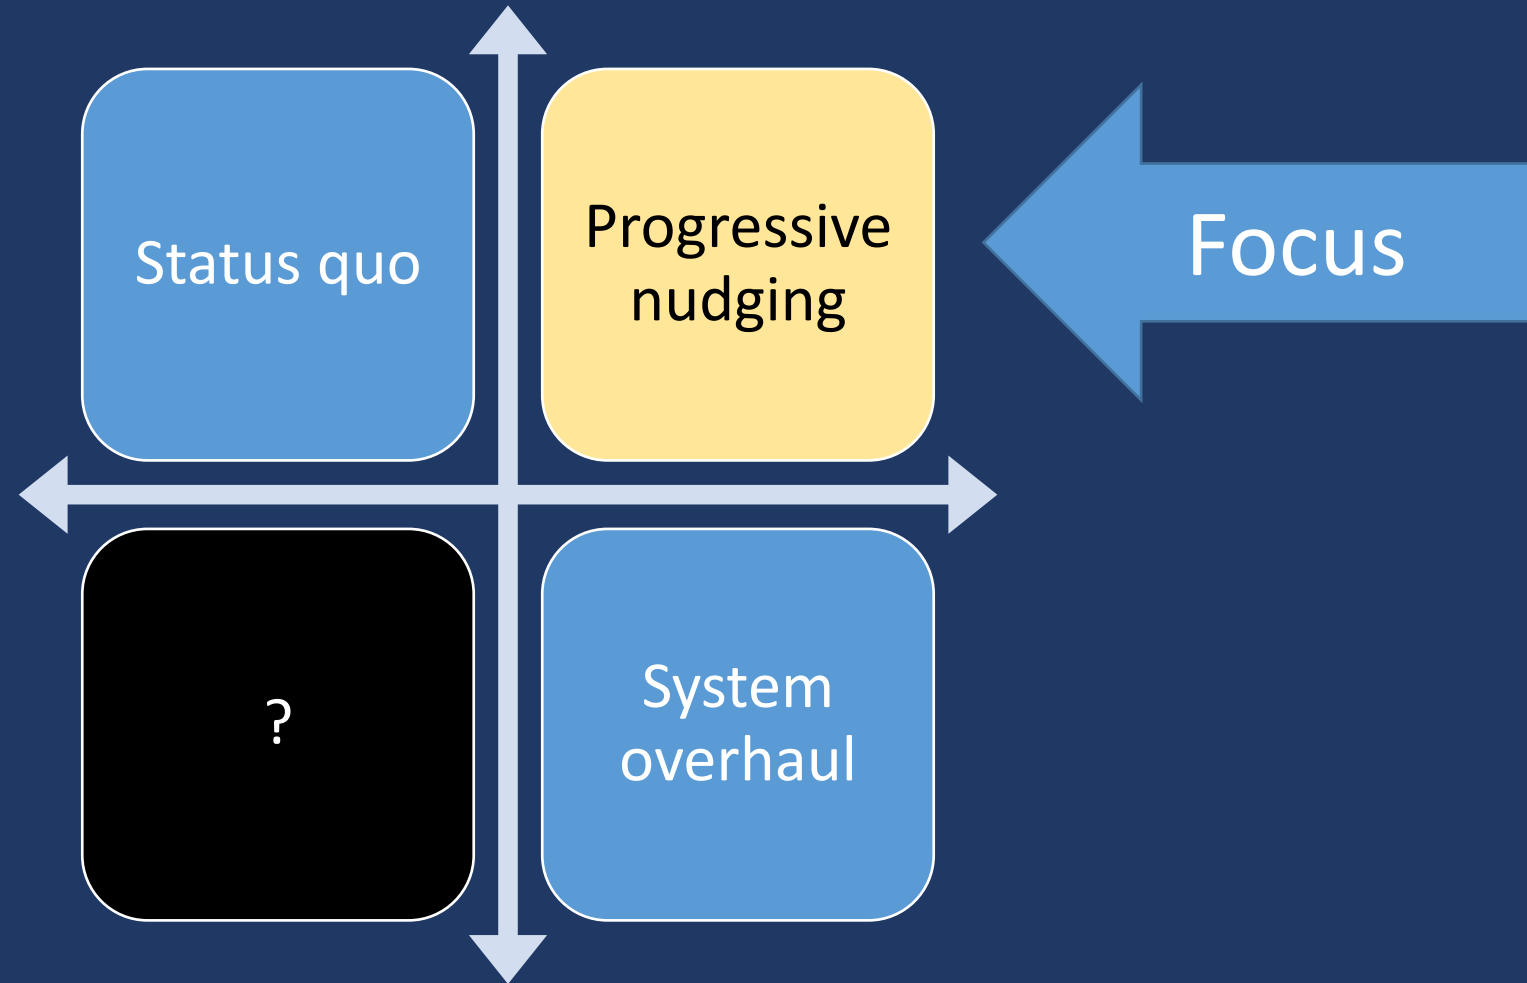 Status quo
Progressive
nudging
Focus
?
System
overhaul